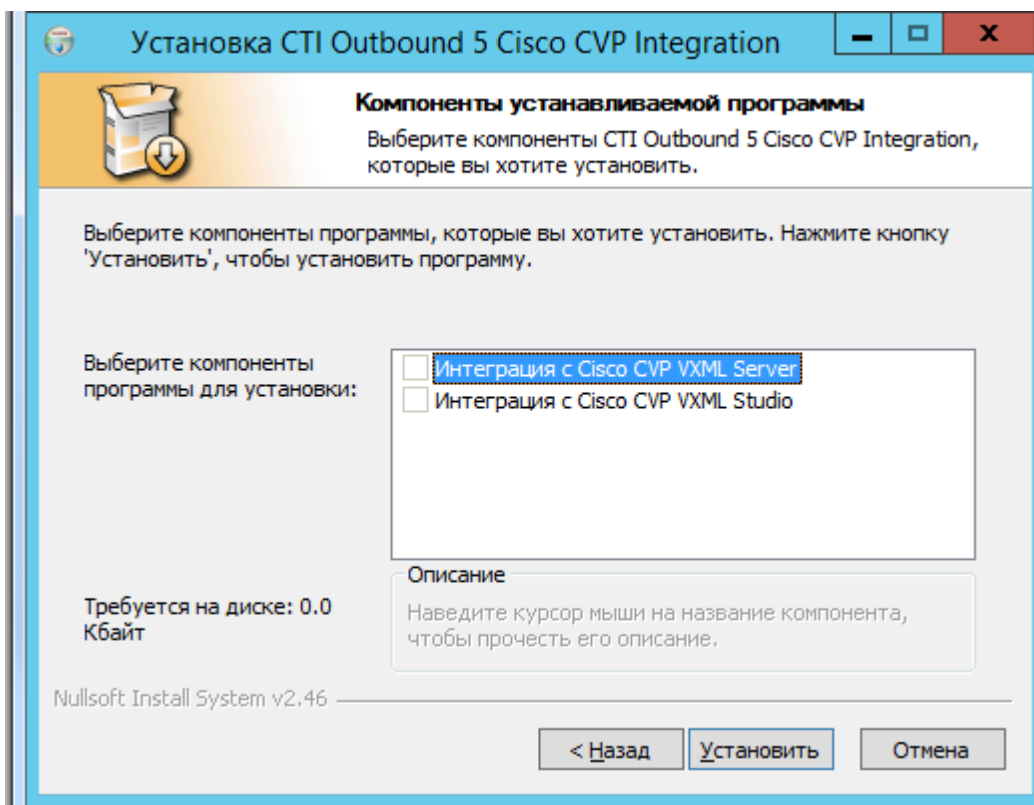 Установка CTI Outbound 5 Cisco CVP Integration
Компоненты устанавливаемой программы
Выберите компоненты CTI Outbound 5 Cisco CVP Integration,
которые вы хотите установить.
Выберите компоненты программы, которые вы хотите установить. Нажмите кнопку
'Установить', чтобы установить программу.
Выберите компоненты
программы для установки:
Интеграция с Cisco CVP VXML Server
Интеграция с Cisco CVP VXML Studio
Требуется на диске: 0.0
Кбайт
Описание
Наведите курсор мыши на название компонента,
чтобы прочесть его описание.
Nullsoft Install System v2.46
< Назад
Установить
Отмена